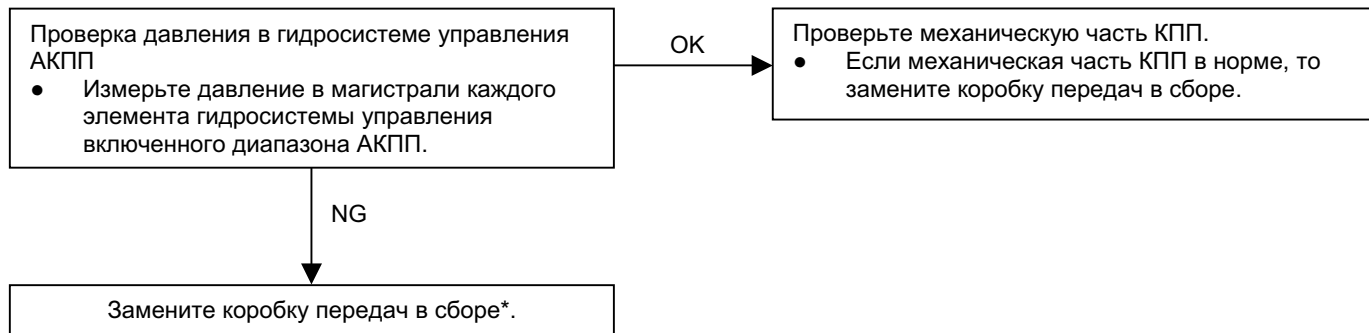 Проверка давления в гидросистеме управления
АКПП
● Измерьте давление в магистрали каждого
элемента гидросистемы управления
включенного диапазона АКПП.
OK
Проверьте механическую часть КПП.
● Если механическая часть КПП в норме, то
замените коробку передач в сборе.
NG
Замените коробку передач в сборе*.